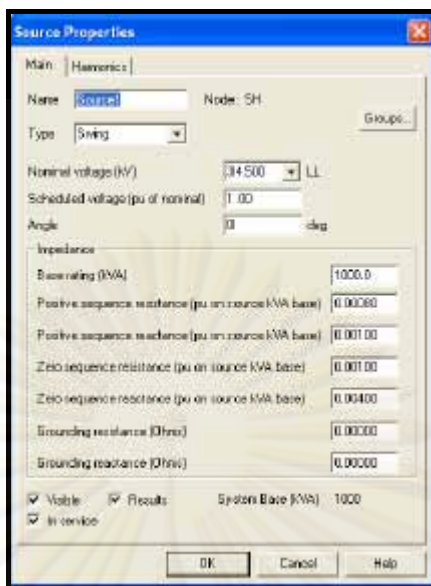 Source Properties
Main Harmonics
Name Source1 Node: SH
Groups...
Type Swing
Nominal voltage (kV) 34.500 LL
Scheduled voltage (pu of nominal) 1.00
Angle 0 deg
Impedance
Base rating (kVA) 1000.0
Positive sequence resistance (pu on source kVA base) 0.00080
Positive sequence reactance (pu on source kVA base) 0.00100
Zero sequence resistance (pu on source kVA base) 0.00100
Zero sequence reactance (pu on source kVA base) 0.00400
Grounding resistance (Ohms) 0.00000
Grounding reactance (Ohms) 0.00000
Visible Results System Base (kVA) 1000
In service
OK Cancel Help